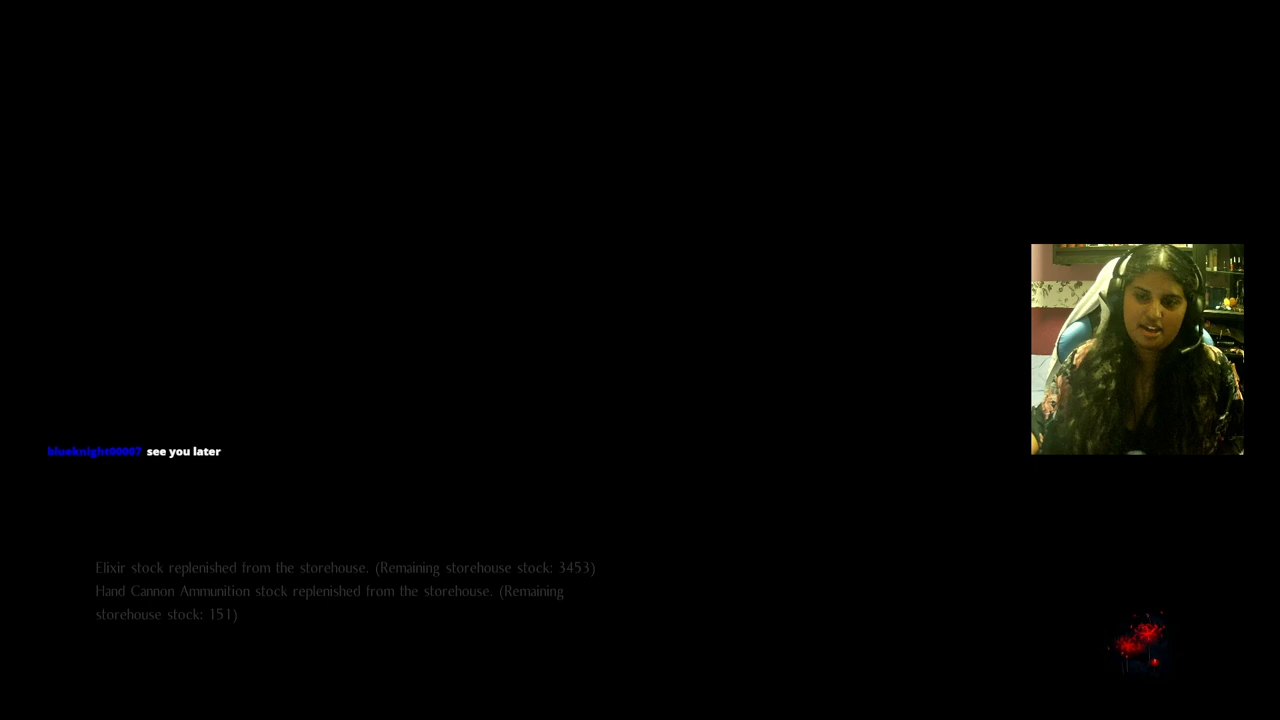 blueknight00007 see you later
Elixir stock replenished from the storehouse. (Remaining storehouse stock: 3453)
Hand Cannon Ammunition stock replenished from the storehouse. (Remaining
storehouse stock: 151)